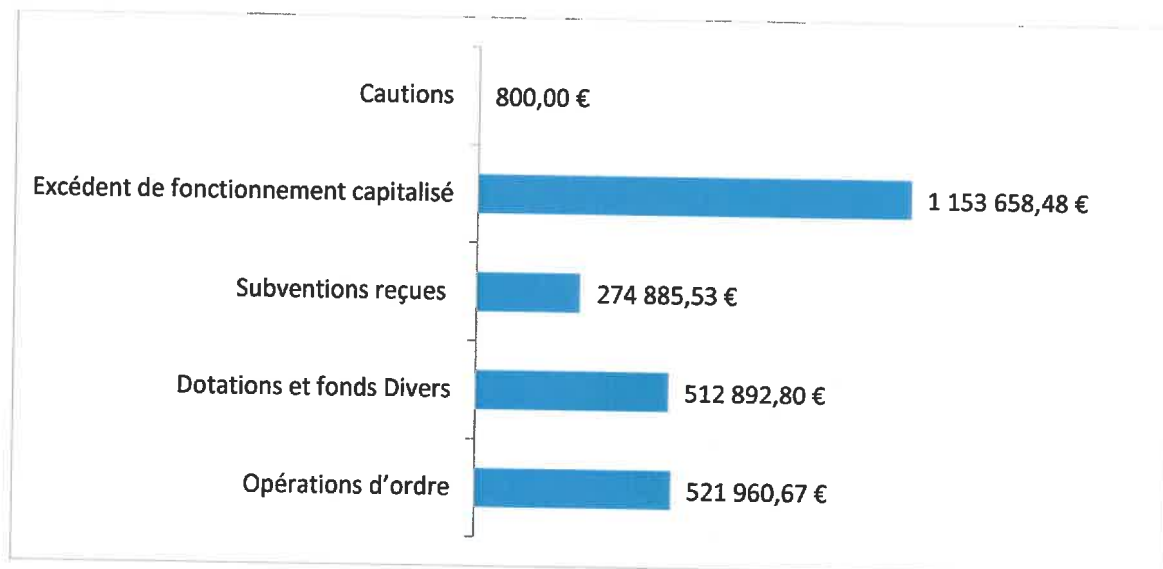 Cautions 800,00 €
Excédent de fonctionnement capitalisé 1 153 658,48 €
Subventions reçues 274 885,53 €
Dotations et fonds Divers 512 892,80 €
Opérations d'ordre 521 960,67 €